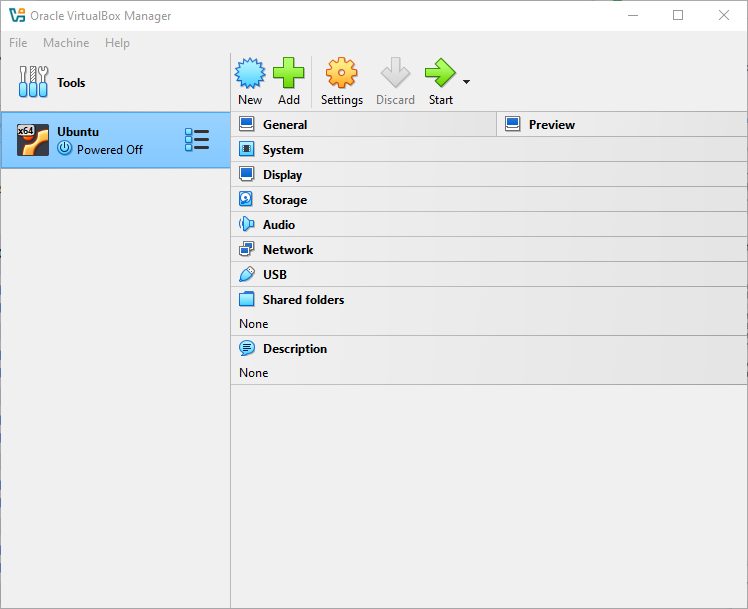 Oracle VirtualBox Manager
File Machine Help
Tools
New Add Settings Discard Start
x64
Ubuntu
Powered Off
General
Preview
System
Display
Storage
Audio
Network
USB
Shared folders
None
Description
None